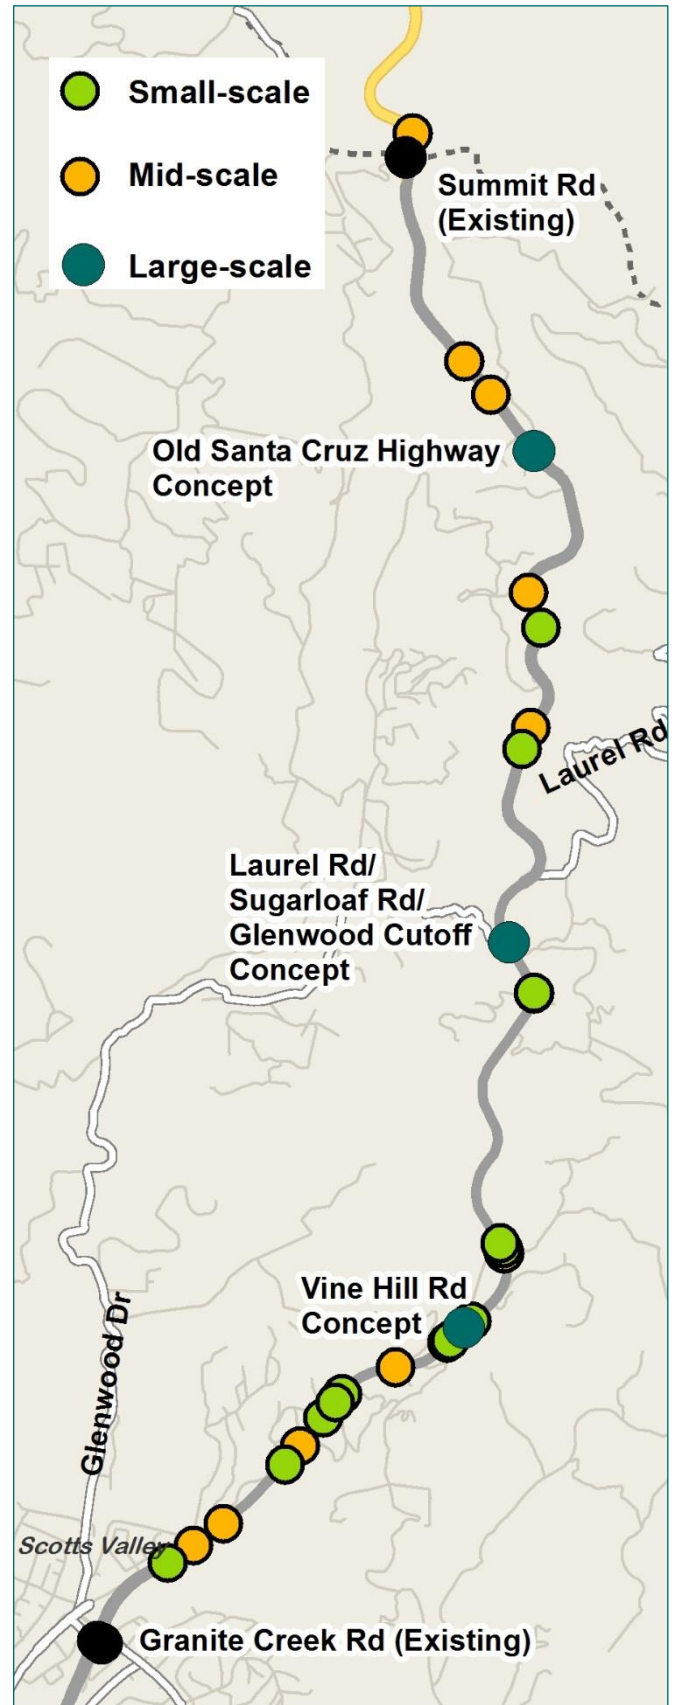 Small-scale
Mid-scale
Large-scale
Summit Rd
(Existing)
Old Santa Cruz Highway
Concept
Laurel Rd
Laurel Rd/
Sugarloaf Rd/
Glenwood Cutoff
Concept
Vine Hill Rd
Concept
Glenwood Dr
Scotts Valley
Granite Creek Rd (Existing)